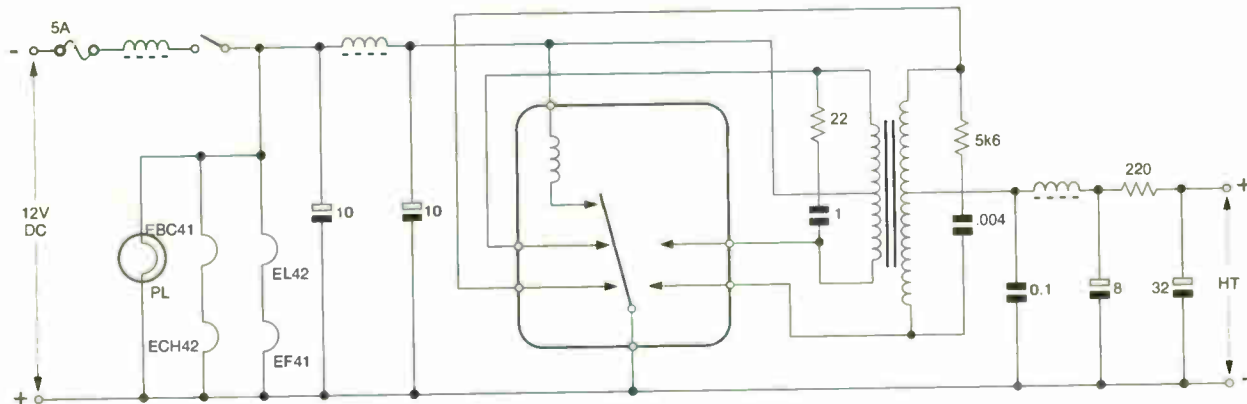 5A
-
+
12V
DC
PL
EBC41
ECH42
EL42
EF41
10
10
22
1
5k6
.004
0.1
220
8
32
+
HT
-